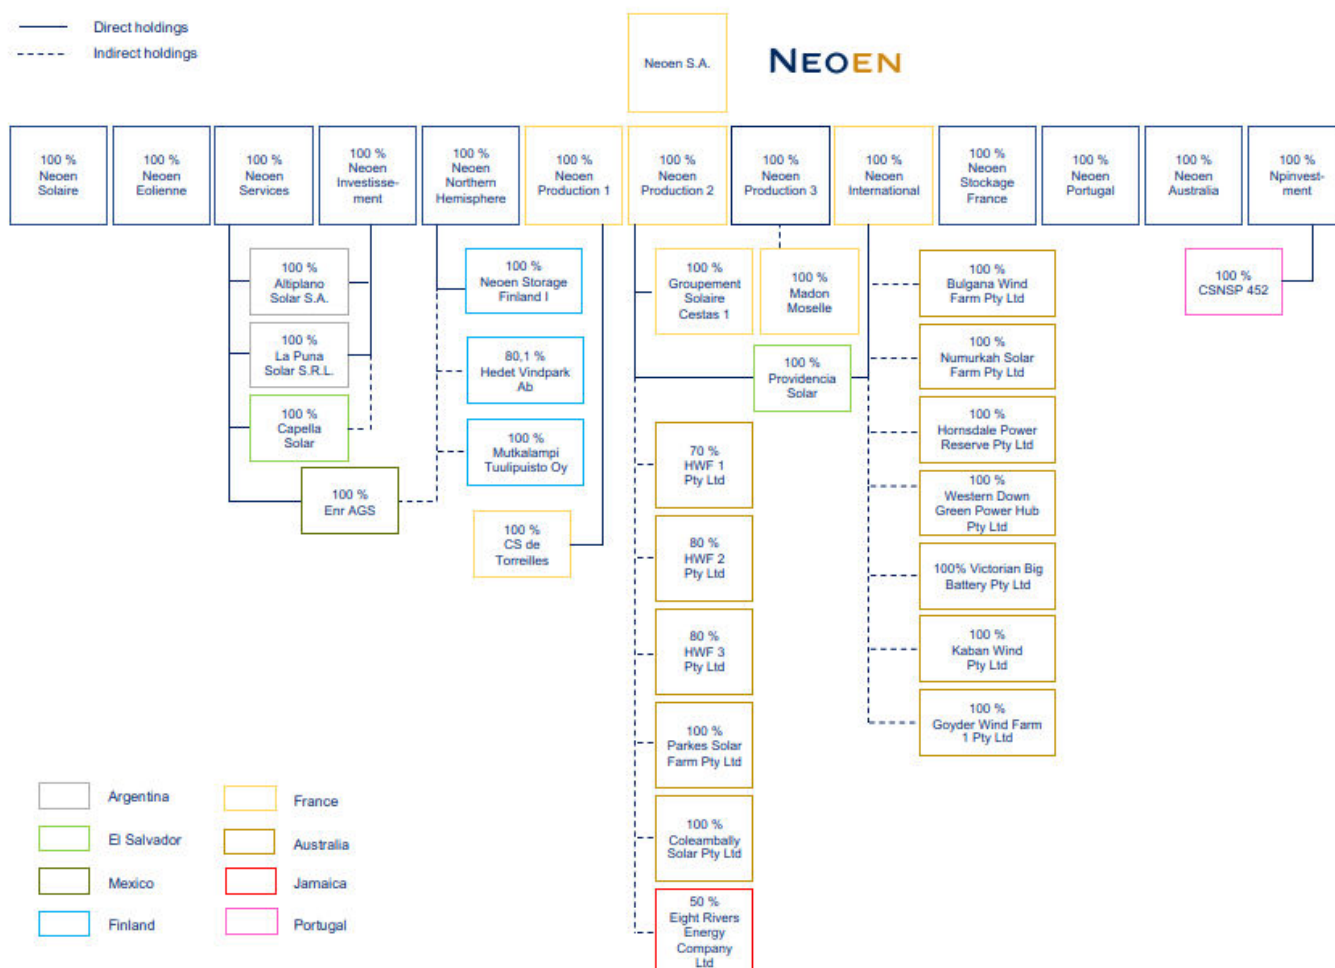 Direct holdings
Indirect holdings
Neoen S.A.
NEOEN
100 %
Neoen
Solaire
100 %
Neoen
Eolienne
100 %
Neoen
Services
100 %
Neoen
Investisse-
ment
100 %
Neoen
Northern
Hemisphere
100 %
Neoen
Production 1
100 %
Neoen
Production 2
100 %
Neoen
Production 3
100 %
Neoen
International
100 %
Neoen
Stockage
France
100 %
Neoen
Portugal
100 %
Neoen
Australia
100 %
Npinvest-
ment
100 %
Altiplano
Solar S.A.
100 %
La Puna
Solar S.R.L.
100 %
Capella
Solar
100 %
Enr AGS
100 %
Neoen Storage
Finland I
80,1 %
Hedet Vindpark
Ab
100 %
Mutkalampi
Tuulipuisto Oy
100 %
CS de
Torreilles
100 %
Groupement
Solaire
Cestas 1
100 %
Madon
Moselle
100 %
Providencia
Solar
70 %
HWF 1
Pty Ltd
80 %
HWF 2
Pty Ltd
80 %
HWF 3
Pty Ltd
100 %
Parkes Solar
Farm Pty Ltd
100 %
Coleambally
Solar Pty Ltd
50 %
Eight Rivers
Energy
Company
Ltd
100 %
Bulgana Wind
Farm Pty Ltd
100 %
Numurkah Solar
Farm Pty Ltd
100 %
Hornsdale Power
Reserve Pty Ltd
100 %
Western Down
Green Power Hub
Pty Ltd
100% Victorian Big
Battery Pty Ltd
100 %
Kaban Wind
Pty Ltd
100 %
Goyder Wind Farm
1 Pty Ltd
100 %
CSNSP 452
Argentina
El Salvador
Mexico
Finland
France
Australia
Jamaica
Portugal